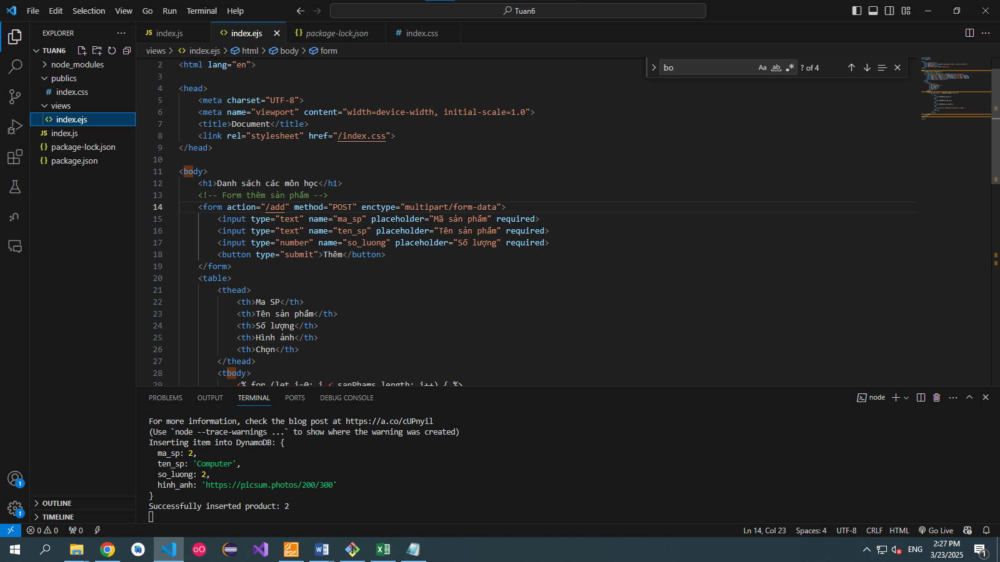 File Edit Selection View Go Run Terminal Help
Tuan6
EXPLORER
TUAN6
node_modules
publics
# index.css
views
<> index.ejs
JS index.js
{} package-lock.json
{} package.json
OUTLINE
TIMELINE
JS index.js
<> index.ejs
{} package-lock.json
# index.css
views > <> index.ejs > html > body > form
bo
Aa ab ? of 4
2 <html lang="en">
3
4 <head>
5 <meta charset="UTF-8">
6 <meta name="viewport" content="width=device-width, initial-scale=1.0">
7 <title>Document</title>
8 <link rel="stylesheet" href="/index.css">
9 </head>
10
11 <body>
12 <h1>Danh sách các môn học</h1>
13 <!-- Form thêm sản phẩm -->
14 <form action="/add" method="POST" enctype="multipart/form-data">
15 <input type="text" name="ma_sp" placeholder="Mã sản phẩm" required>
16 <input type="text" name="ten_sp" placeholder="Tên sản phẩm" required>
17 <input type="number" name="so_luong" placeholder="Số lượng" required>
18 <button type="submit">Thêm</button>
19 </form>
20 <table>
21 <thead>
22 <th>Ma SP</th>
23 <th>Tên sản phẩm</th>
24 <th>Số lượng</th>
25 <th>Hình ảnh</th>
26 <th>Chọn</th>
27 </thead>
28 <tbody>
29 <% for (let i=0; i < sanPhams.length; i++) { %>
PROBLEMS OUTPUT TERMINAL PORTS DEBUG CONSOLE
node
For more information, check the blog post at https://a.co/cUPnyil
(Use `node --trace-warnings ...` to show where the warning was created)
Inserting item into DynamoDB: {
ma_sp: 2,
ten_sp: 'Computer',
so_luong: 2,
hinh_anh: 'https://picsum.photos/200/300'
}
Successfully inserted product: 2
1
1
0 0 0
Ln 14, Col 23 Spaces: 4 UTF-8 CRLF HTML Go Live
PDF
ENG
2:27 PM
3/23/2025
1